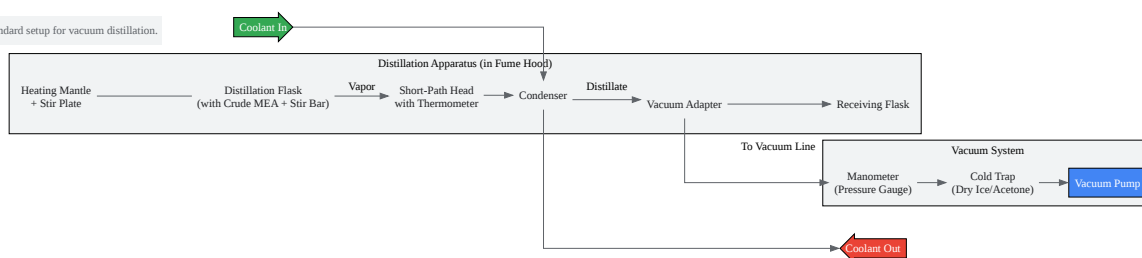 standard setup for vacuum distillation.
Coolant In
Distillation Apparatus (in Fume Hood)
Heating Mantle
+ Stir Plate
Distillation Flask
(with Crude MEA + Stir Bar)
Vapor
Short-Path Head
with Thermometer
Condenser
Distillate
Vacuum Adapter
Receiving Flask
To Vacuum Line
Vacuum System
Manometer
(Pressure Gauge)
Cold Trap
(Dry Ice/Acetone)
Vacuum Pump
Coolant Out